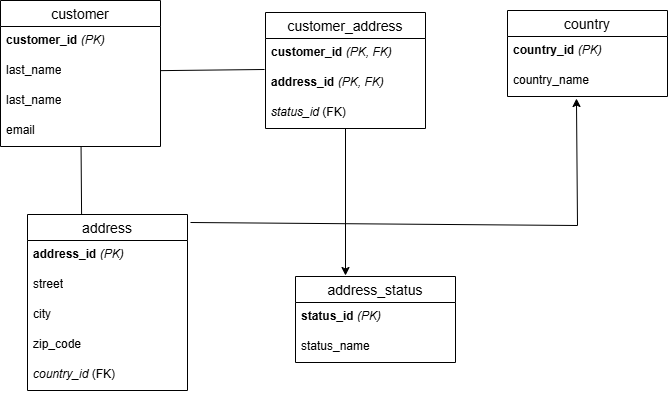 customer
customer_id (PK)
last_name
last_name
email
customer_address
customer_id (PK, FK)
address_id (PK, FK)
status_id (FK)
country
country_id (PK)
country_name
address
address_id (PK)
street
city
zip_code
country_id (FK)
address_status
status_id (PK)
status_name